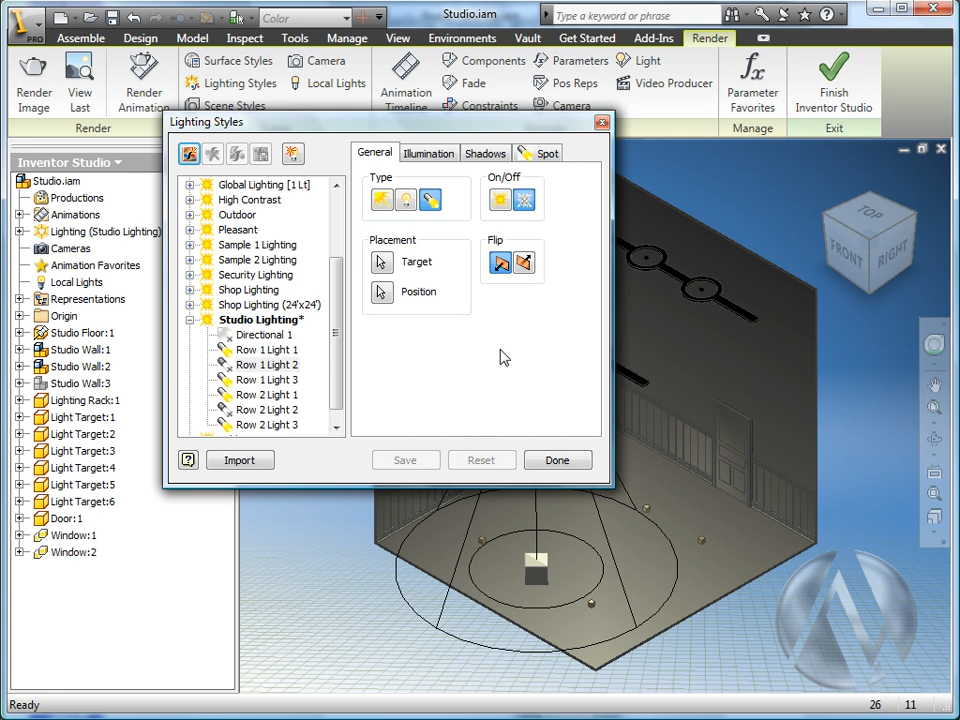 Color
Studio.iam
Type a keyword or phrase
PRO
Assemble
Design
Model
Inspect
Tools
Manage
View
Environments
Vault
Get Started
Add-Ins
Render
Render Image
View Last
Render Animation
Surface Styles
Lighting Styles
Scene Styles
Camera
Local Lights
Animation Timeline
Components
Fade
Constraints
Parameters
Pos Reps
Camera
Light
Video Producer
Parameter Favorites
Finish Inventor Studio
Render
Manage
Exit
Inventor Studio
Studio.iam
Productions
Animations
Lighting (Studio Lighting)
Cameras
Animation Favorites
Local Lights
Representations
Origin
Studio Floor:1
Studio Wall:1
Studio Wall:2
Studio Wall:3
Lighting Rack:1
Light Target:1
Light Target:2
Light Target:3
Light Target:4
Light Target:5
Light Target:6
Door:1
Window:1
Window:2
Lighting Styles
Global Lighting [1 Lt]
High Contrast
Outdoor
Pleasant
Sample 1 Lighting
Sample 2 Lighting
Security Lighting
Shop Lighting
Shop Lighting (24'x24')
Studio Lighting*
Directional 1
Row 1 Light 1
Row 1 Light 2
Row 1 Light 3
Row 2 Light 1
Row 2 Light 2
Row 2 Light 3
General
Illumination
Shadows
Spot
Type
On/Off
Placement
Target
Position
Flip
Import
Save
Reset
Done
TOP
FRONT
RIGHT
Ready
26
11